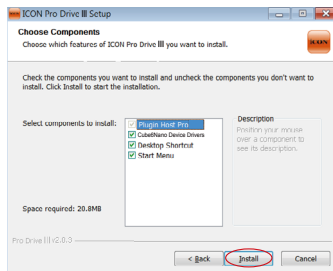 ICON Pro Drive III Setup
Choose Components
Choose which features of ICON Pro Drive III you want to install.
ICON
Check the components you want to install and uncheck the components you don't want to
install. Click Install to start the installation.
Select components to install:
Plugin Host Pro
Cube6Nano Device Drivers
Desktop Shortcut
Start Menu
Description
Position your mouse
over a component to
see its description.
Space required: 20.8MB
Pro Drive III v2.0.3
< Back
Install
Cancel